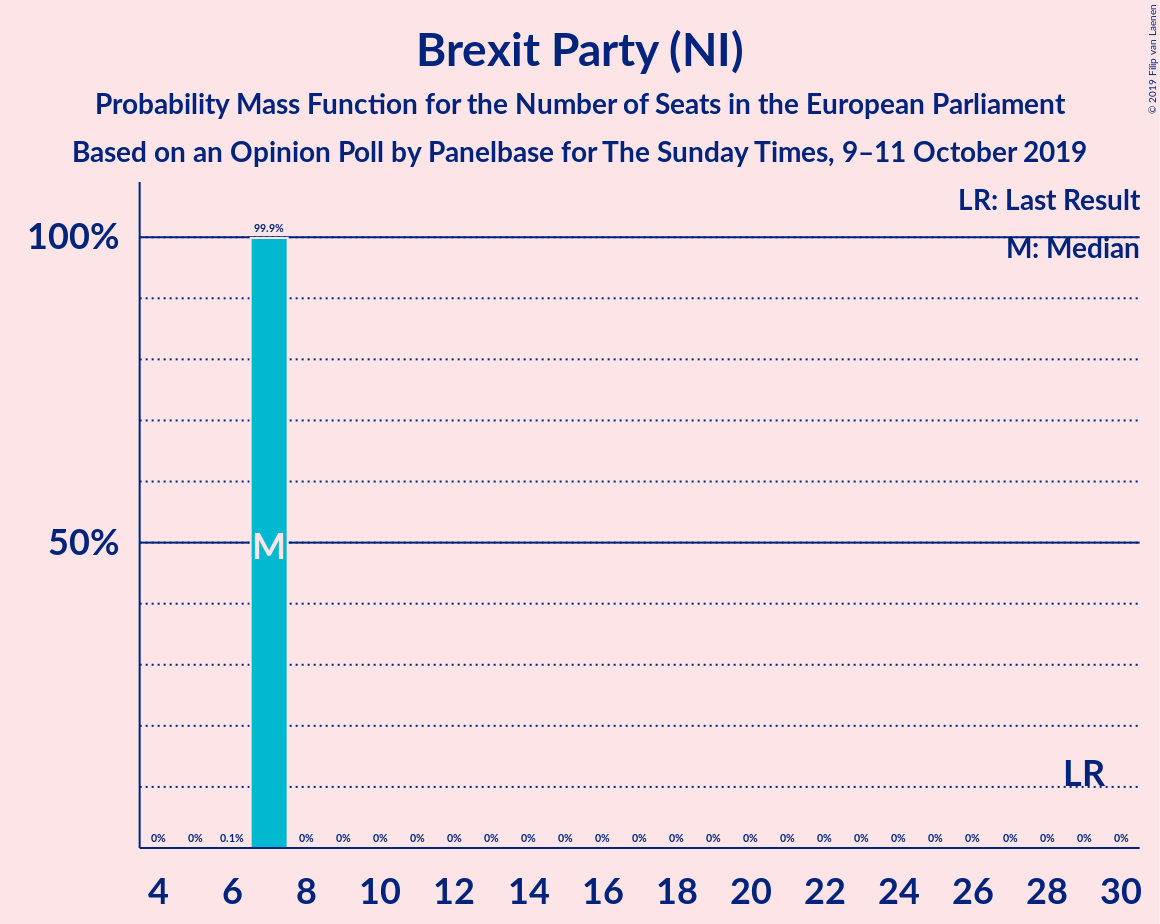 Brexit Party (NI)
Probability Mass Function for the Number of Seats in the European Parliament
Based on an Opinion Poll by Panelbase for The Sunday Times, 9–11 October 2019
© 2019 Filip van Laenen
LR: Last Result
M: Median
100%
50%
99.9%
M
LR
0% 0% 0.1% 0% 0% 0% 0% 0% 0% 0% 0% 0% 0% 0% 0% 0% 0% 0% 0% 0% 0% 0% 0% 0% 0% 0%
4 6 8 10 12 14 16 18 20 22 24 26 28 30